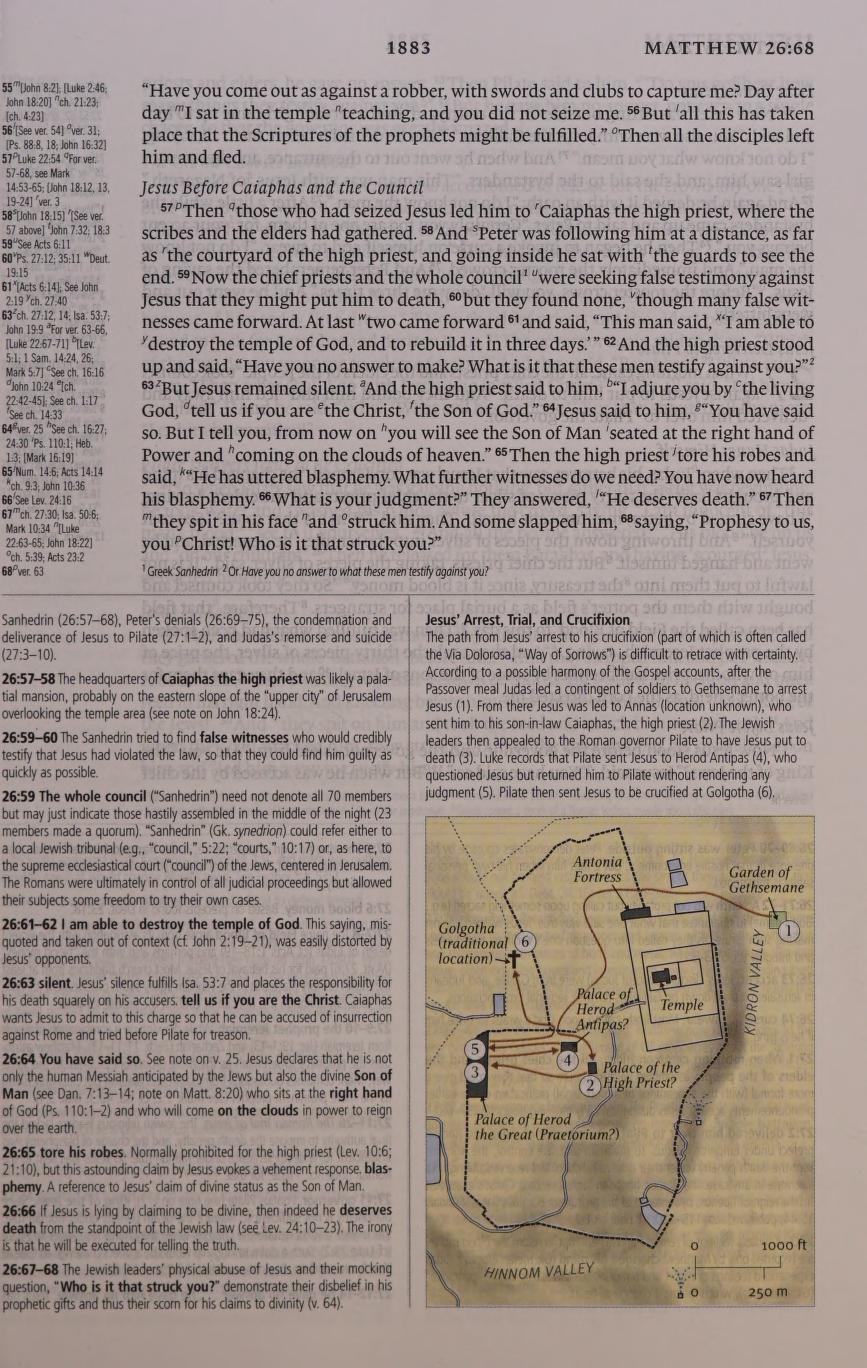 1883
MATTHEW 26:68
55 m[John 8:2]; [Luke 2:46;
John 18:20] n ch. 21:23;
[ch. 4:23]
56 l[See ver. 54] o ver. 31;
[Ps. 88:8, 18; John 16:32]
57 p Luke 22:54 q For ver.
57-68, see Mark
14:53-65; [John 18:12, 13,
19-24] r ver. 3
58 s[John 18:15] r[See ver.
57 above] t John 7:32; 18:3
59 u See Acts 6:11
60 v Ps. 27:12; 35:11 w Deut.
19:15
61 x[Acts 6:14]; See John
2:19 y ch. 27:40
63 z ch. 27:12, 14; Isa. 53:7;
John 19:9 a For ver. 63-66,
[Luke 22:67-71] b[Lev.
5:1; 1 Sam. 14:24, 26;
Mark 5:7] c See ch. 16:16
d John 10:24 e[ch.
22:42-45]; See ch. 1:17
f See ch. 14:33
64 g ver. 25 h See ch. 16:27;
24:30 i Ps. 110:1; Heb.
1:3; [Mark 16:19]
65 j Num. 14:6; Acts 14:14
k ch. 9:3; John 10:36
66 l See Lev. 24:16
67 m ch. 27:30; Isa. 50:6;
Mark 10:34 n[Luke
22:63-65; John 18:22]
o ch. 5:39; Acts 23:2
68 p ver. 63
“Have you come out as against a robber, with swords and clubs to capture me? Day after
day m I sat in the temple n teaching, and you did not seize me. 56 But l all this has taken
place that the Scriptures of the prophets might be fulfilled.” o Then all the disciples left
him and fled.
Jesus Before Caiaphas and the Council
57 p Then q those who had seized Jesus led him to r Caiaphas the high priest, where the
scribes and the elders had gathered. 58 And s Peter was following him at a distance, as far
as r the courtyard of the high priest, and going inside he sat with t the guards to see the
end. 59 Now the chief priests and the whole council1 u were seeking false testimony against
Jesus that they might put him to death, 60 but they found none, v though many false wit-
nesses came forward. At last w two came forward 61 and said, “This man said, x ‘I am able to
y destroy the temple of God, and to rebuild it in three days.’ ” 62 And the high priest stood
up and said, “Have you no answer to make? What is it that these men testify against you?”2
63 z But Jesus remained silent. a And the high priest said to him, b “I adjure you by c the living
God, d tell us if you are e the Christ, f the Son of God.” 64 Jesus said to him, g “You have said
so. But I tell you, from now on h you will see the Son of Man i seated at the right hand of
Power and h coming on the clouds of heaven.” 65 Then the high priest j tore his robes and
said, k “He has uttered blasphemy. What further witnesses do we need? You have now heard
his blasphemy. 66 What is your judgment?” They answered, l “He deserves death.” 67 Then
m they spit in his face n and o struck him. And some slapped him, 68 saying, “Prophesy to us,
you p Christ! Who is it that struck you?”
1 Greek Sanhedrin 2 Or Have you no answer to what these men testify against you?
Sanhedrin (26:57–68), Peter’s denials (26:69–75), the condemnation and
deliverance of Jesus to Pilate (27:1–2), and Judas’s remorse and suicide
(27:3–10).
26:57–58 The headquarters of Caiaphas the high priest was likely a pala-
tial mansion, probably on the eastern slope of the “upper city” of Jerusalem
overlooking the temple area (see note on John 18:24).
26:59–60 The Sanhedrin tried to find false witnesses who would credibly
testify that Jesus had violated the law, so that they could find him guilty as
quickly as possible.
26:59 The whole council (“Sanhedrin”) need not denote all 70 members
but may just indicate those hastily assembled in the middle of the night (23
members made a quorum). “Sanhedrin” (Gk. synedrion) could refer either to
a local Jewish tribunal (e.g., “council,” 5:22; “courts,” 10:17) or, as here, to
the supreme ecclesiastical court (“council”) of the Jews, centered in Jerusalem.
The Romans were ultimately in control of all judicial proceedings but allowed
their subjects some freedom to try their own cases.
26:61–62 I am able to destroy the temple of God. This saying, mis-
quoted and taken out of context (cf. John 2:19–21), was easily distorted by
Jesus’ opponents.
26:63 silent. Jesus’ silence fulfills Isa. 53:7 and places the responsibility for
his death squarely on his accusers. tell us if you are the Christ. Caiaphas
wants Jesus to admit to this charge so that he can be accused of insurrection
against Rome and tried before Pilate for treason.
26:64 You have said so. See note on v. 25. Jesus declares that he is not
only the human Messiah anticipated by the Jews but also the divine Son of
Man (see Dan. 7:13–14; note on Matt. 8:20) who sits at the right hand
of God (Ps. 110:1–2) and who will come on the clouds in power to reign
over the earth.
26:65 tore his robes. Normally prohibited for the high priest (Lev. 10:6;
21:10), but this astounding claim by Jesus evokes a vehement response. blas-
phemy. A reference to Jesus’ claim of divine status as the Son of Man.
26:66 If Jesus is lying by claiming to be divine, then indeed he deserves
death from the standpoint of the Jewish law (see Lev. 24:10–23). The irony
is that he will be executed for telling the truth.
26:67–68 The Jewish leaders’ physical abuse of Jesus and their mocking
question, “Who is it that struck you?” demonstrate their disbelief in his
prophetic gifts and thus their scorn for his claims to divinity (v. 64).
Jesus’ Arrest, Trial, and Crucifixion
The path from Jesus’ arrest to his crucifixion (part of which is often called
the Via Dolorosa, “Way of Sorrows”) is difficult to retrace with certainty.
According to a possible harmony of the Gospel accounts, after the
Passover meal Judas led a contingent of soldiers to Gethsemane to arrest
Jesus (1). From there Jesus was led to Annas (location unknown), who
sent him to his son-in-law Caiaphas, the high priest (2). The Jewish
leaders then appealed to the Roman governor Pilate to have Jesus put to
death (3). Luke records that Pilate sent Jesus to Herod Antipas (4), who
questioned Jesus but returned him to Pilate without rendering any
judgment (5). Pilate then sent Jesus to be crucified at Golgotha (6).
Antonia
Fortress
Garden of
Gethsemane
1
Golgotha
(traditional
location)
6
KIDRON VALLEY
Palace of
Herod
Antipas?
Temple
5
4
3
Palace of the
2 High Priest?
Palace of Herod
the Great (Praetorium?)
HINNOM VALLEY
0 1000 ft
0 250 m